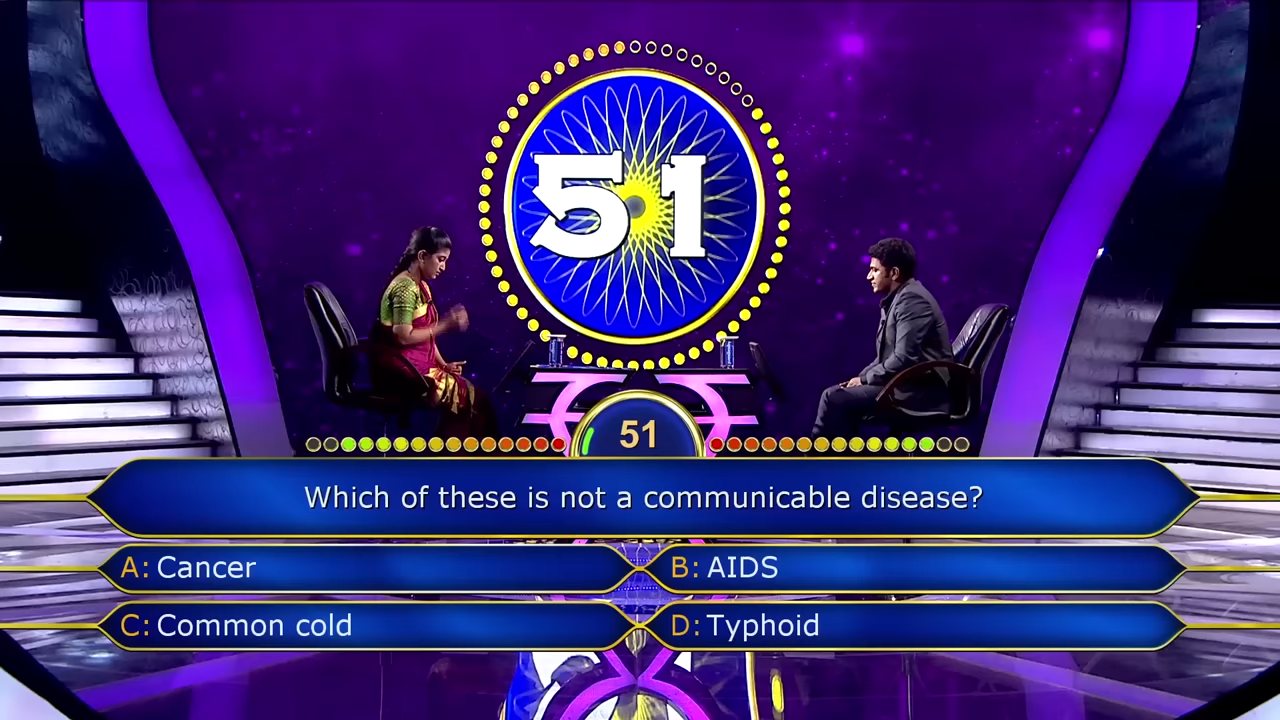 51
51
Which of these is not a communicable disease?
A: Cancer
B: AIDS
C: Common cold
D: Typhoid